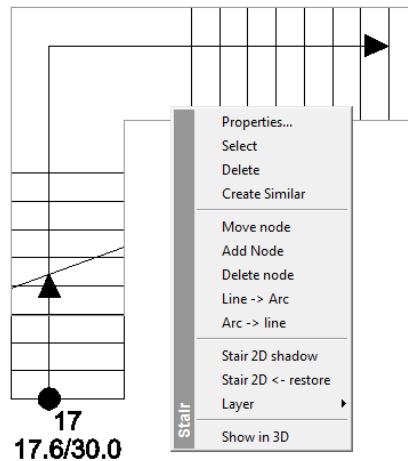 Properties...
Select
Delete
Create Similar
Move node
Add Node
Delete node
Line -> Arc
Arc -> line
Stair 2D shadow
Stair 2D <- restore
Layer
Show in 3D
Stair
17
17.6/30.0